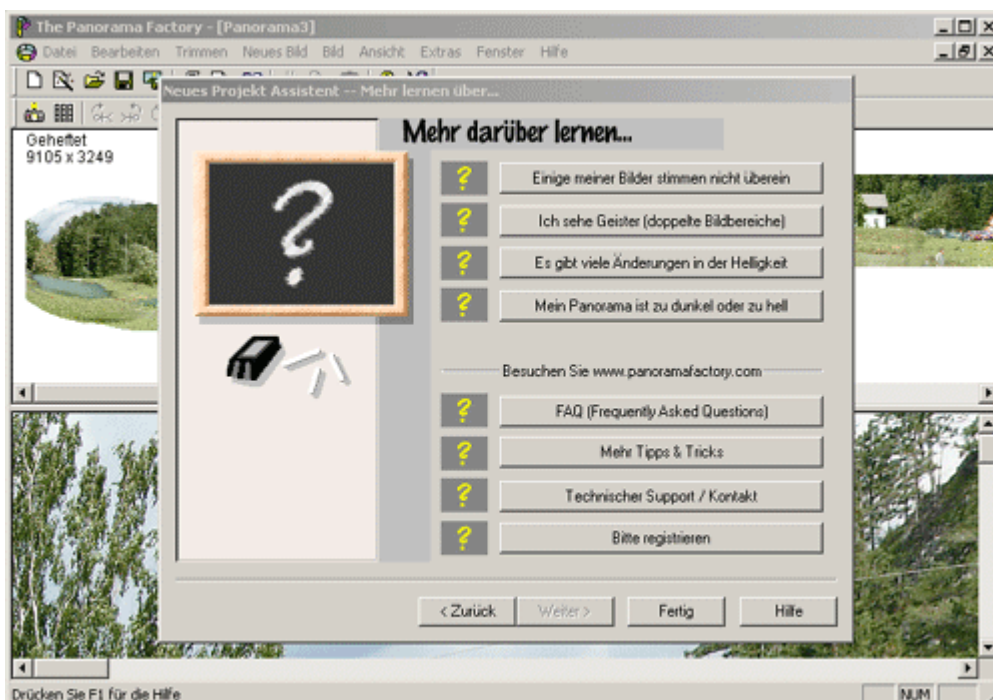 The Panorama Factory - [Panorama3]
Datei Bearbeiten Trimmen Neues Bild Bild Ansicht Extras Fenster Hilfe
Neues Projekt Assistent -- Mehr lernen über...
Geheftet
9105 x 3249
Mehr darüber lernen...
Einige meiner Bilder stimmen nicht überein
Ich sehe Geister (doppelte Bildbereiche)
Es gibt viele Änderungen in der Helligkeit
Mein Panorama ist zu dunkel oder zu hell
Besuchen Sie www.panoramafactory.com
FAQ (Frequently Asked Questions)
Mehr Tipps & Tricks
Technischer Support / Kontakt
Bitte registrieren
< Zurück Weiter > Fertig Hilfe
Drücken Sie F1 für die Hilfe NUM